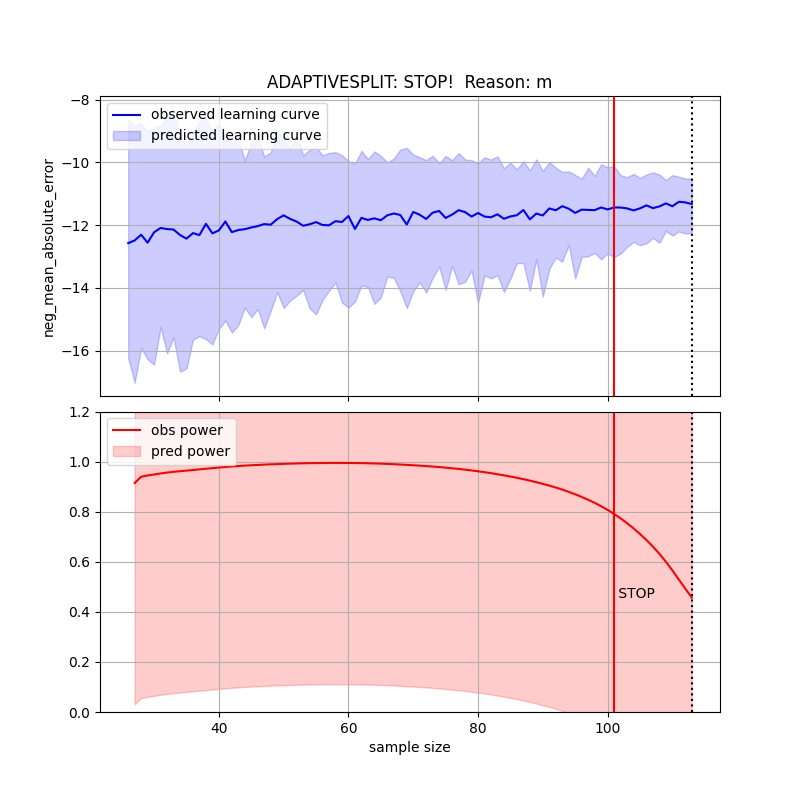 ADAPTIVESPLIT: STOP!  Reason: m
observed learning curve
predicted learning curve
neg_mean_absolute_error
−8
−10
−12
−14
−16
obs power
pred power
1.2
1.0
0.8
0.6
0.4
0.2
0.0
STOP
40 60 80 100
sample size